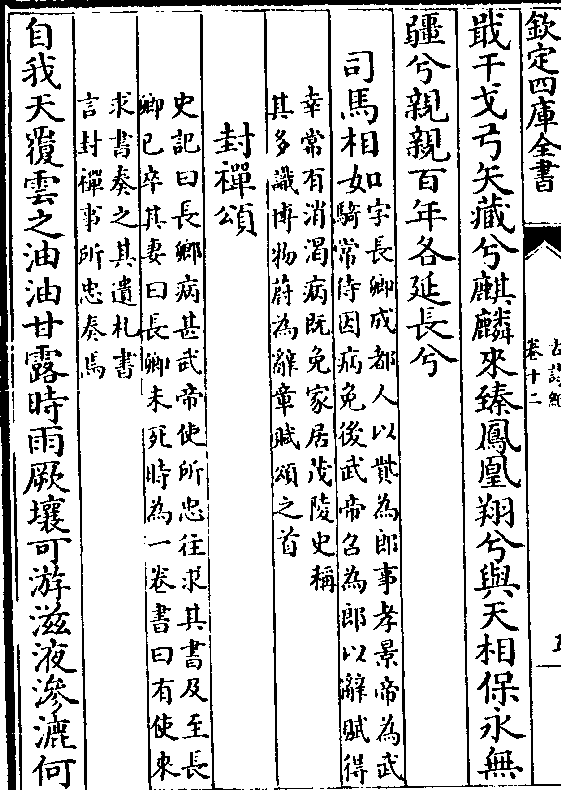 欽定四庫全書
卷十二
戢干戈弓矢藏兮麒麟來臻鳳凰翔兮與天相保永無
疆兮親親百年各延長兮
司馬相如
字長卿成都人以貲為郎事孝景帝為武
騎常侍因病免後武帝召為郎以辭賦得
幸常有消渴病既免家居茂陵史稱
其多識博物蔚為辭章賦頌之首
封禪頌
史記曰長卿病甚武帝使所忠往求其書及至長
卿已卒其妻曰長卿未死時為一卷書曰有使來
求書奏之其遺札書
言封禪事所忠奏焉
自我天覆雲之油油甘露時雨厥壤可游滋液滲漉何